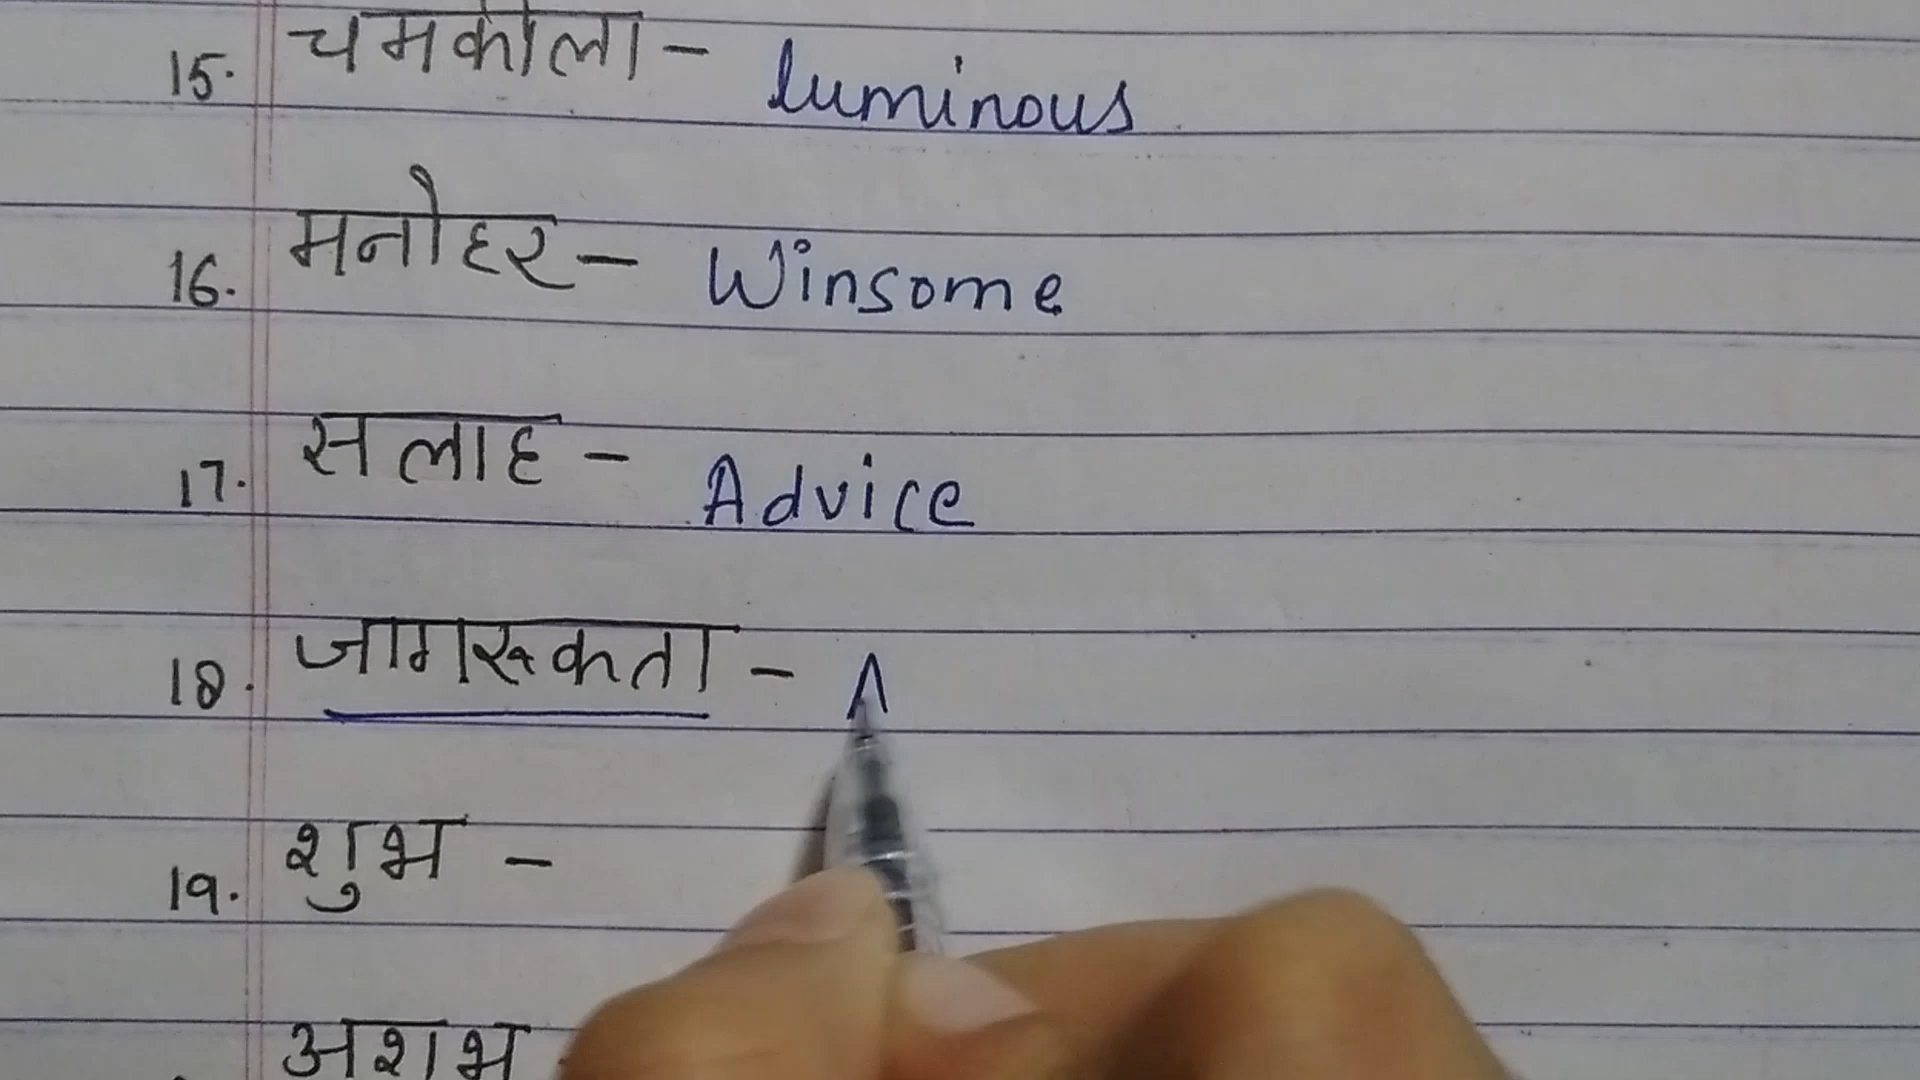 15. चमकीला - luminous
16. मनोहर - Winsome
17. सलाह - Advice
18. जागरूकता - A
19. शुभ -
अशुभ